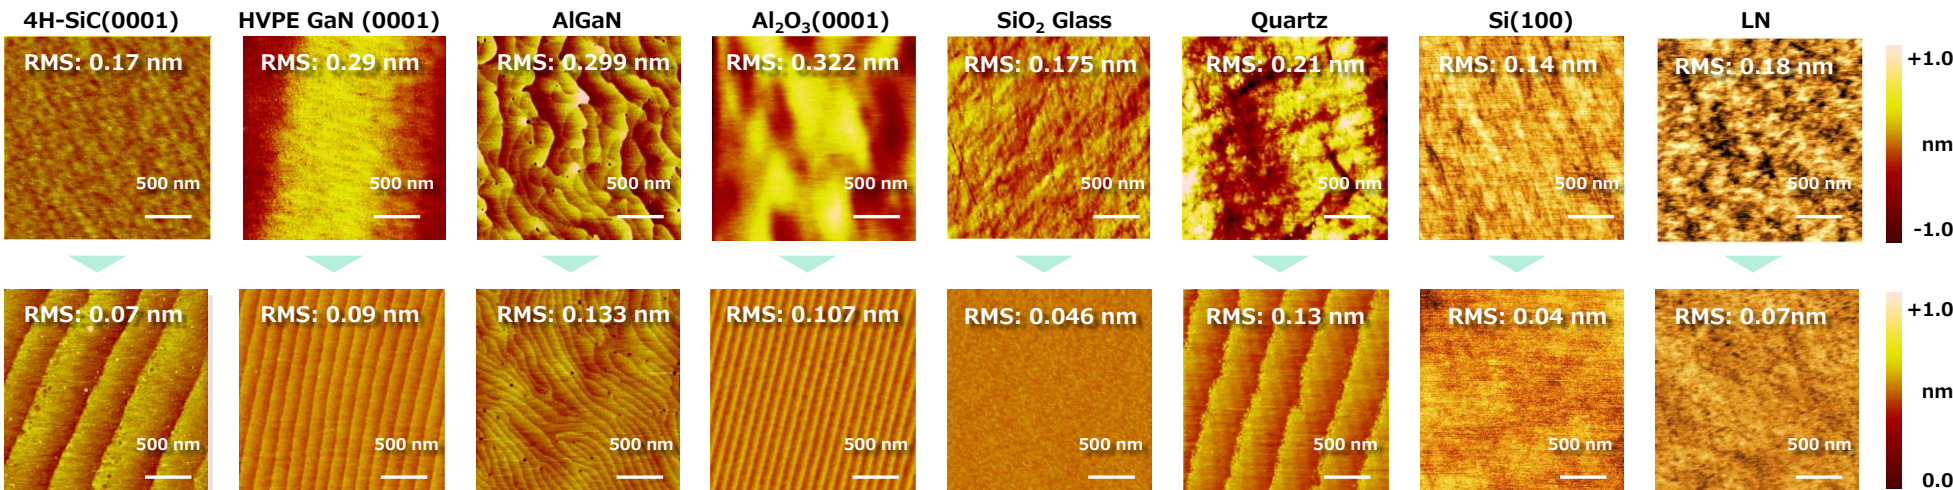 4H-SiC(0001)
HVPE GaN (0001)
AlGaN
Al₂O₃(0001)
SiO₂ Glass
Quartz
Si(100)
LN
RMS: 0.17 nm
RMS: 0.29 nm
RMS: 0.299 nm
RMS: 0.322 nm
RMS: 0.175 nm
RMS: 0.21 nm
RMS: 0.14 nm
RMS: 0.18 nm
+1.0
nm
-1.0
500 nm
500 nm
500 nm
500 nm
500 nm
500 nm
500 nm
500 nm
RMS: 0.07 nm
RMS: 0.09 nm
RMS: 0.133 nm
RMS: 0.107 nm
RMS: 0.046 nm
RMS: 0.13 nm
RMS: 0.04 nm
RMS: 0.07nm
+1.0
nm
0.0
500 nm
500 nm
500 nm
500 nm
500 nm
500 nm
500 nm
500 nm